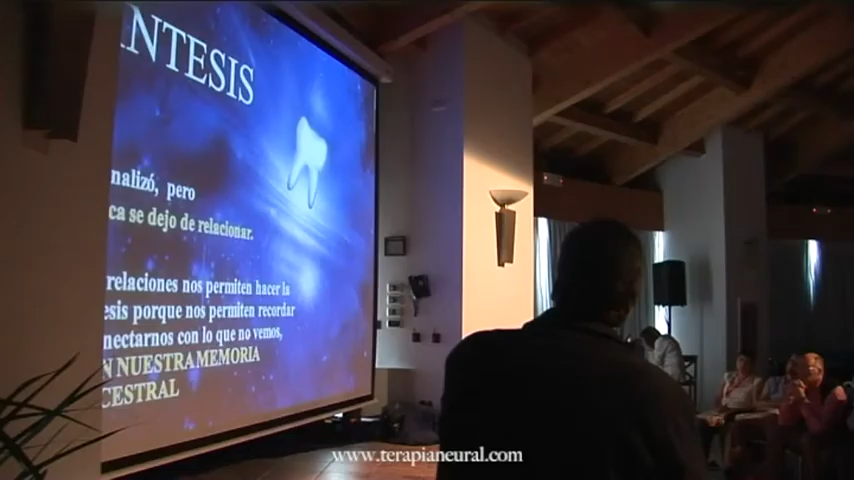 NTESIS
nalizó, pero
ca se dejo de relacionar.
relaciones nos permiten hacer la
esis porque nos permiten recordar
nectarnos con lo que no vemos,
N NUESTRA MEMORIA
CESTRAL
www.terapianeural.com